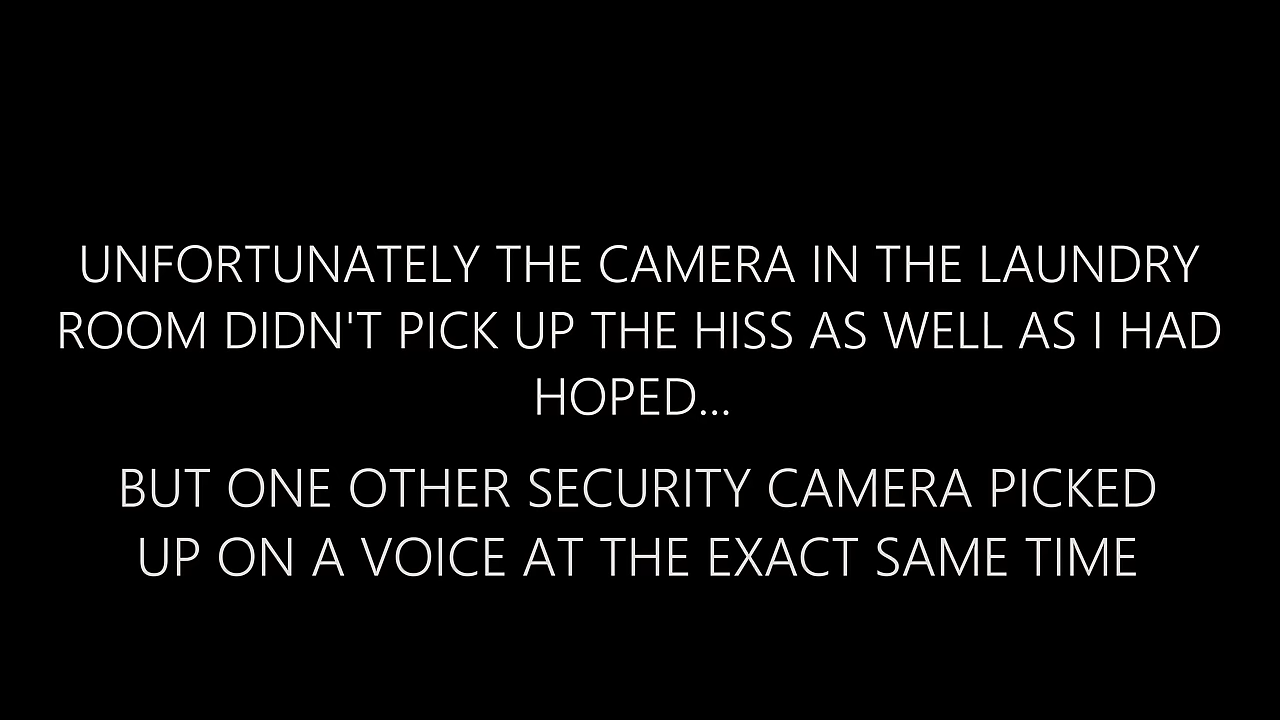 UNFORTUNATELY THE CAMERA IN THE LAUNDRY
ROOM DIDN'T PICK UP THE HISS AS WELL AS I HAD
HOPED...
BUT ONE OTHER SECURITY CAMERA PICKED
UP ON A VOICE AT THE EXACT SAME TIME